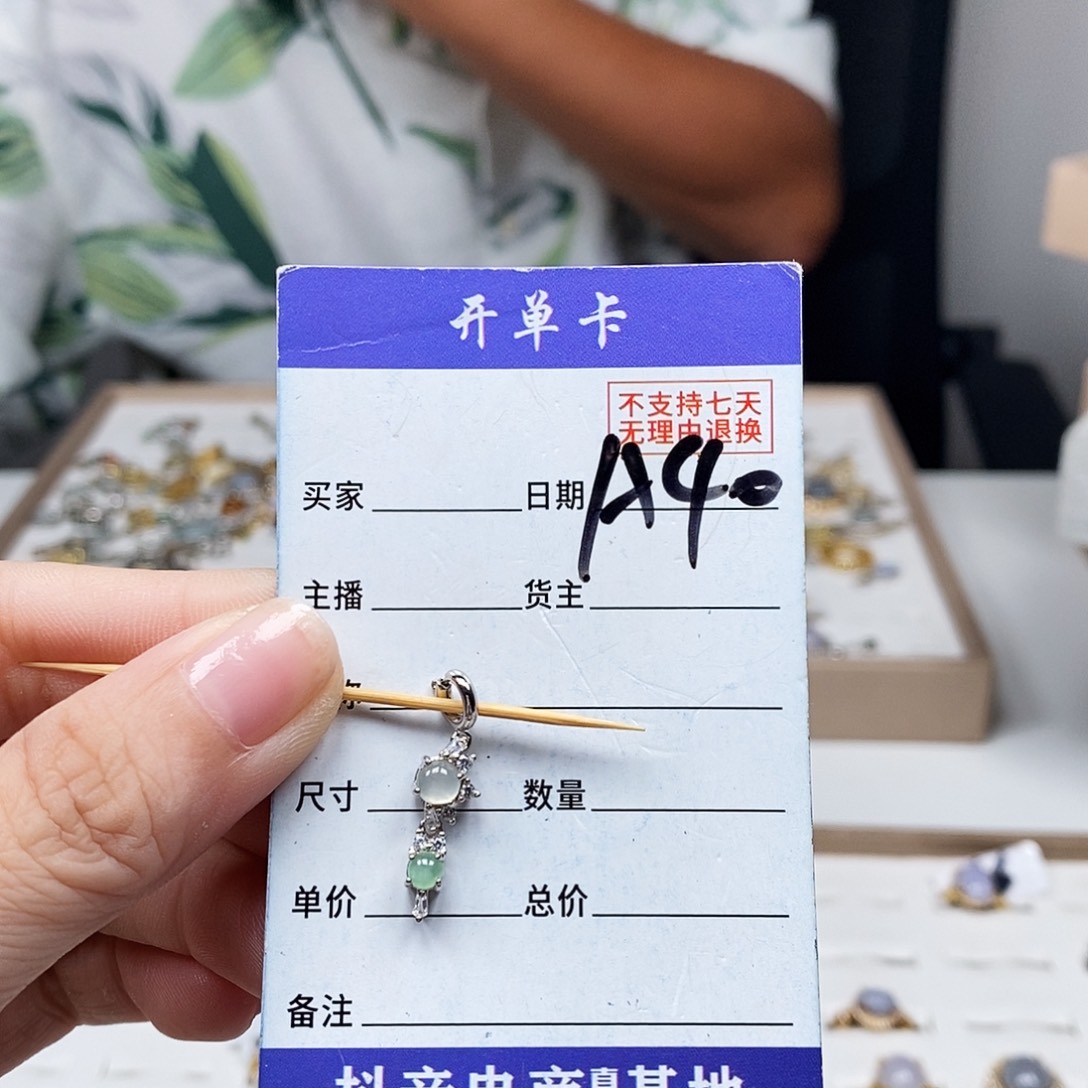 开单卡
不支持七天
无理由退换
A40
买家 日期
主播 货主
尺寸 数量
单价 总价
备注